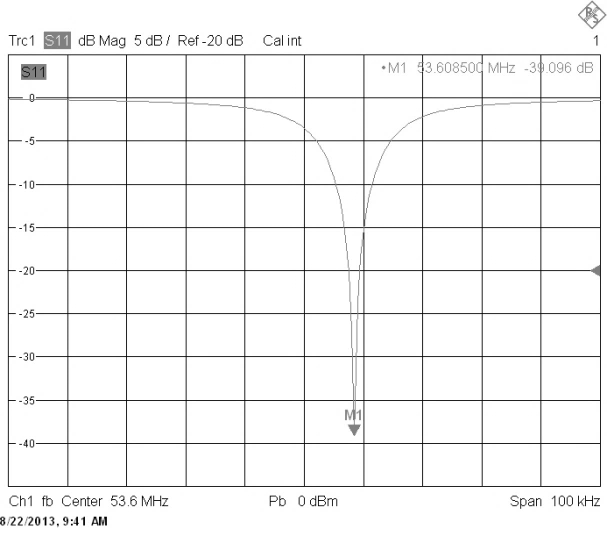 Trc1 S11 dB Mag 5 dB / Ref -20 dB Cal int
1
S11
•M1 53.608500 MHz -39.096 dB
0
-5
-10
-15
-20
-25
-30
-35
M1
-40
Ch1 fb Center 53.6 MHz Pb 0 dBm Span 100 kHz
8/22/2013, 9:41 AM